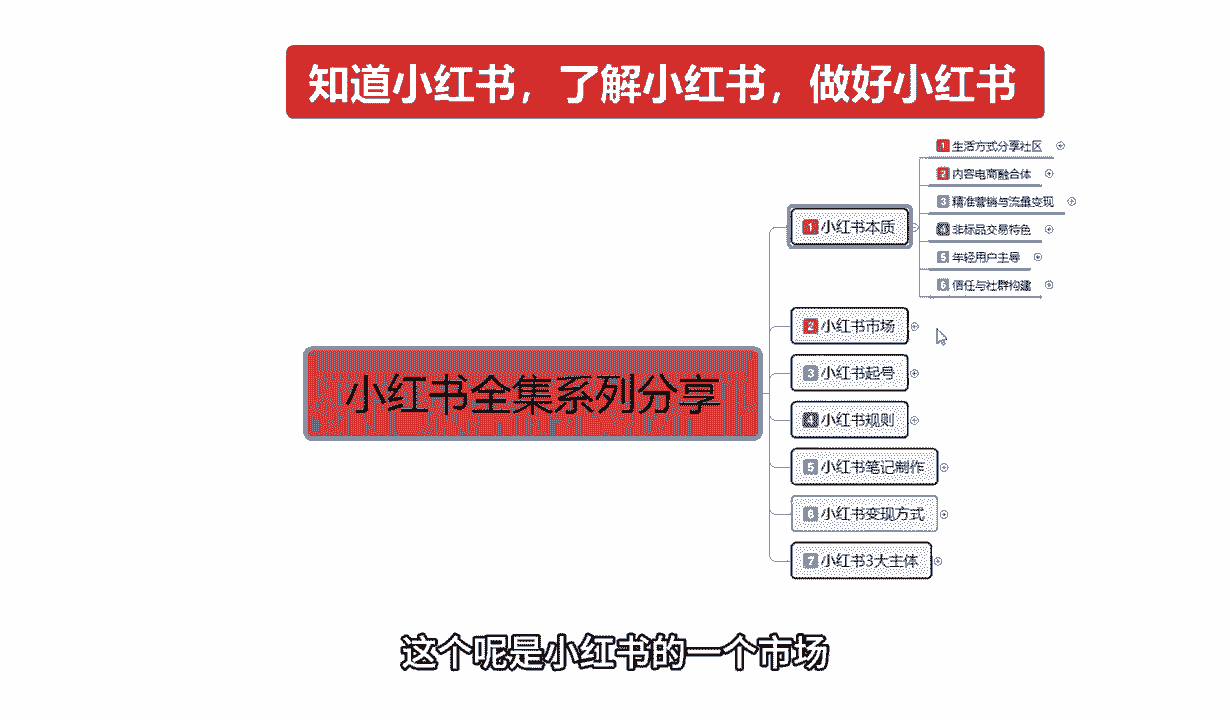 知道小红书，了解小红书，做好小红书
小红书全集系列分享
1 小红书本质
1 生活方式分享社区
2 内容电商融合体
3 精准营销与流量变现
4 非标品交易特色
5 年轻用户主导
6 信任与社群构建
2 小红书市场
3 小红书起号
4 小红书规则
5 小红书笔记制作
6 小红书变现方式
7 小红书3大主体
这个呢是小红书的一个市场